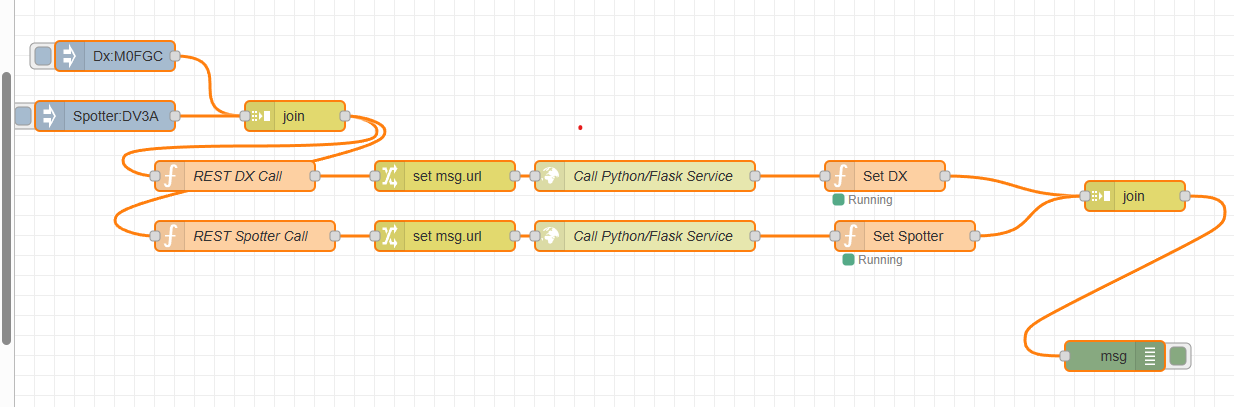 Dx:M0FGC
Spotter:DV3A
join
REST DX Call
set msg.url
Call Python/Flask Service
Set DX
Running
join
REST Spotter Call
set msg.url
Call Python/Flask Service
Set Spotter
Running
msg